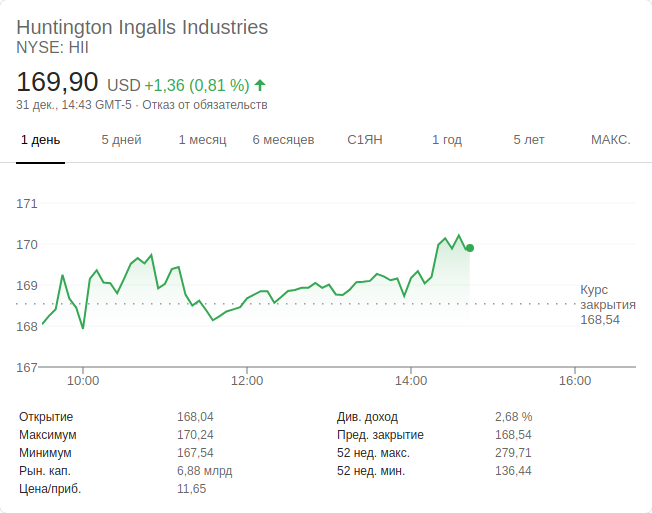 Huntington Ingalls Industries
NYSE: HII
169,90 USD +1,36 (0,81 %)
31 дек., 14:43 GMT-5 · Отказ от обязательств
1 день 5 дней 1 месяц 6 месяцев С1ЯН 1 год 5 лет МАКС.
171
170
169
168
167
Курс
закрытия
168,54
10:00 12:00 14:00 16:00
Открытие 168,04 Див. доход 2,68 %
Максимум 170,24 Пред. закрытие 168,54
Минимум 167,54 52 нед. макс. 279,71
Рын. кап. 6,88 млрд 52 нед. мин. 136,44
Цена/приб. 11,65